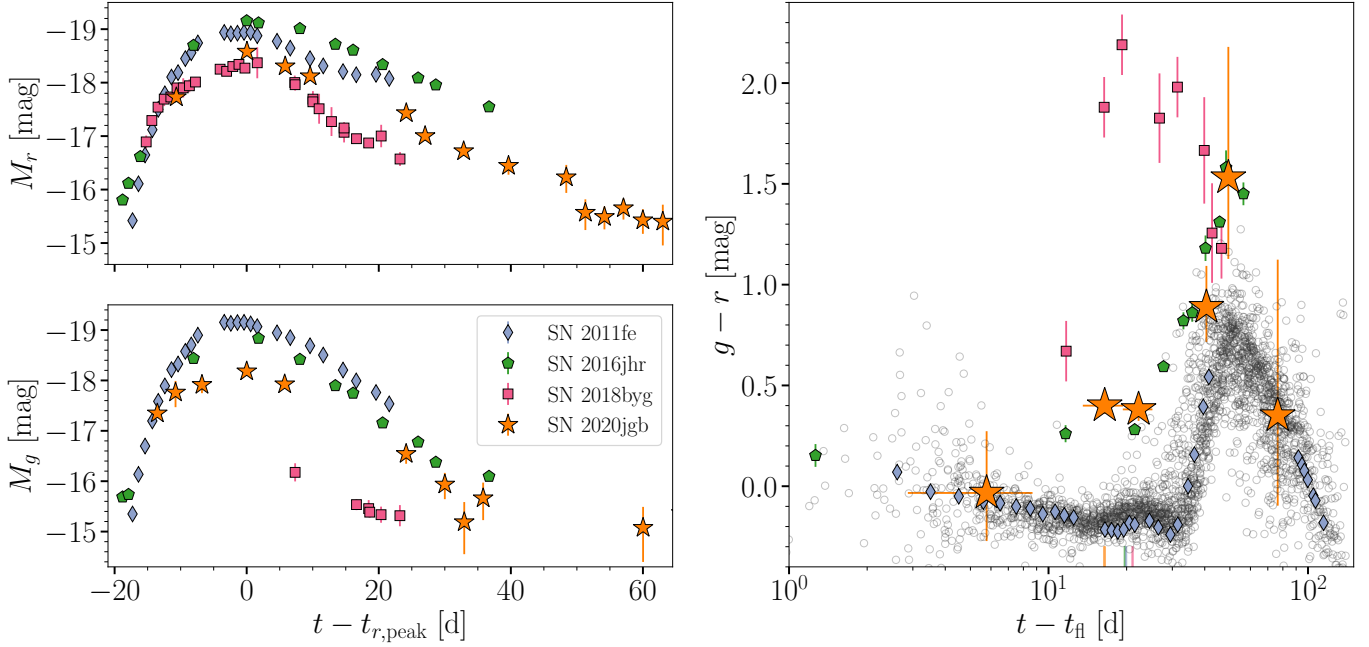 −19
−18
−17
−16
−15
M_r [mag]
−19
−18
−17
−16
−15
M_g [mag]
SN 2011fe
SN 2016jhr
SN 2018byg
SN 2020jgb
−20 0 20 40 60
t − t_{r,peak} [d]
2.0
1.5
1.0
0.5
0.0
g − r [mag]
10^0 10^1 10^2
t − t_fl [d]